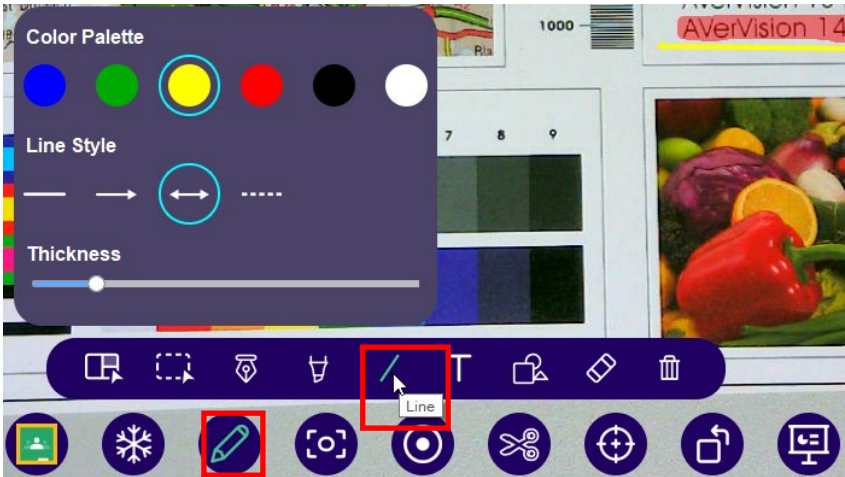 Color Palette
Line Style
Thickness
1000
AVerVision 14
7 8 9
Line
T